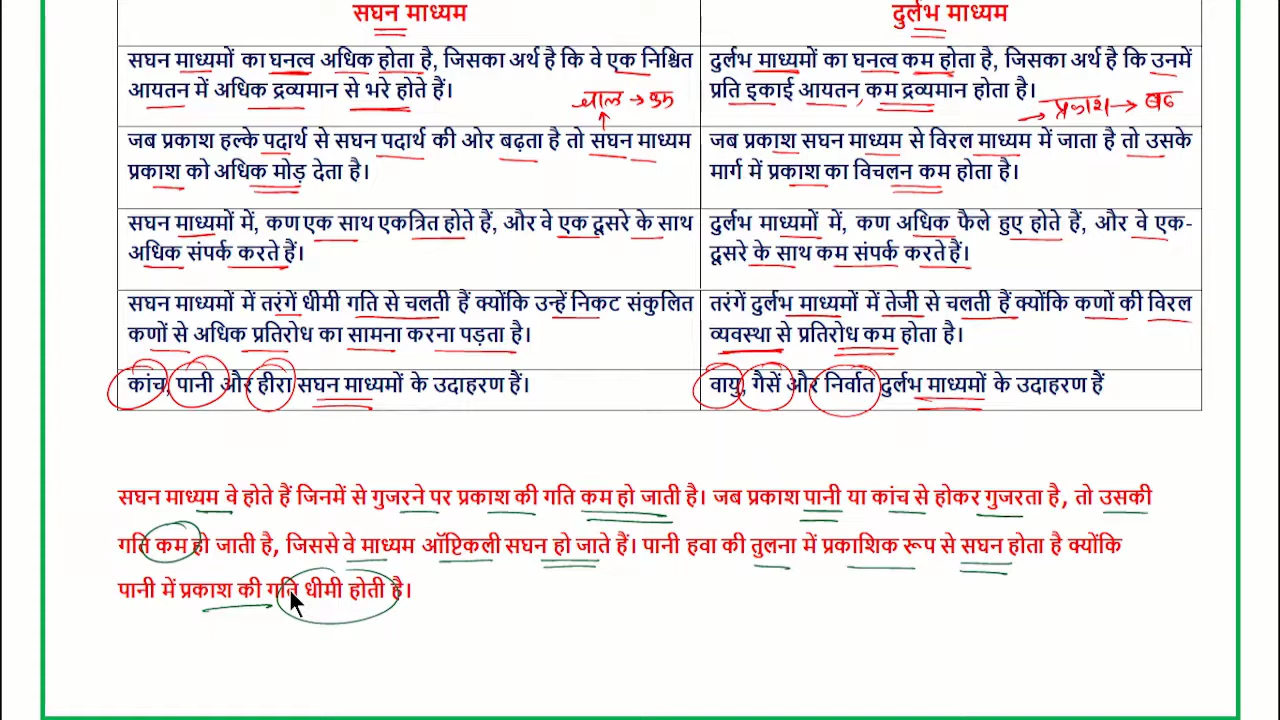 सघन माध्यम
दुर्लभ माध्यम
सघन माध्यमों का घनत्व अधिक होता है, जिसका अर्थ है कि वे एक निश्चित
आयतन में अधिक द्रव्यमान से भरे होते हैं।
चाल → कम
दुर्लभ माध्यमों का घनत्व कम होता है, जिसका अर्थ है कि उनमें
प्रति इकाई आयतन, कम द्रव्यमान होता है।
→ प्रकाश →
जब प्रकाश हल्के पदार्थ से सघन पदार्थ की ओर बढ़ता है तो सघन माध्यम
प्रकाश को अधिक मोड़ देता है।
जब प्रकाश सघन माध्यम से विरल माध्यम में जाता है तो उसके
मार्ग में प्रकाश का विचलन कम होता है।
सघन माध्यमों में, कण एक साथ एकत्रित होते हैं, और वे एक दूसरे के साथ
अधिक संपर्क करते हैं।
दुर्लभ माध्यमों में, कण अधिक फैले हुए होते हैं, और वे एक-
दूसरे के साथ कम संपर्क करते हैं।
सघन माध्यमों में तरंगें धीमी गति से चलती हैं क्योंकि उन्हें निकट संकुलित
कणों से अधिक प्रतिरोध का सामना करना पड़ता है।
तरंगें दुर्लभ माध्यमों में तेजी से चलती हैं क्योंकि कणों की विरल
व्यवस्था से प्रतिरोध कम होता है।
कांच, पानी और हीरा सघन माध्यमों के उदाहरण हैं।
वायु, गैसें और निर्वात दुर्लभ माध्यमों के उदाहरण हैं
सघन माध्यम वे होते हैं जिनमें से गुजरने पर प्रकाश की गति कम हो जाती है। जब प्रकाश पानी या कांच से होकर गुजरता है, तो उसकी
गति कम हो जाती है, जिससे वे माध्यम ऑप्टिकली सघन हो जाते हैं। पानी हवा की तुलना में प्रकाशिक रूप से सघन होता है क्योंकि
पानी में प्रकाश की गति धीमी होती है।